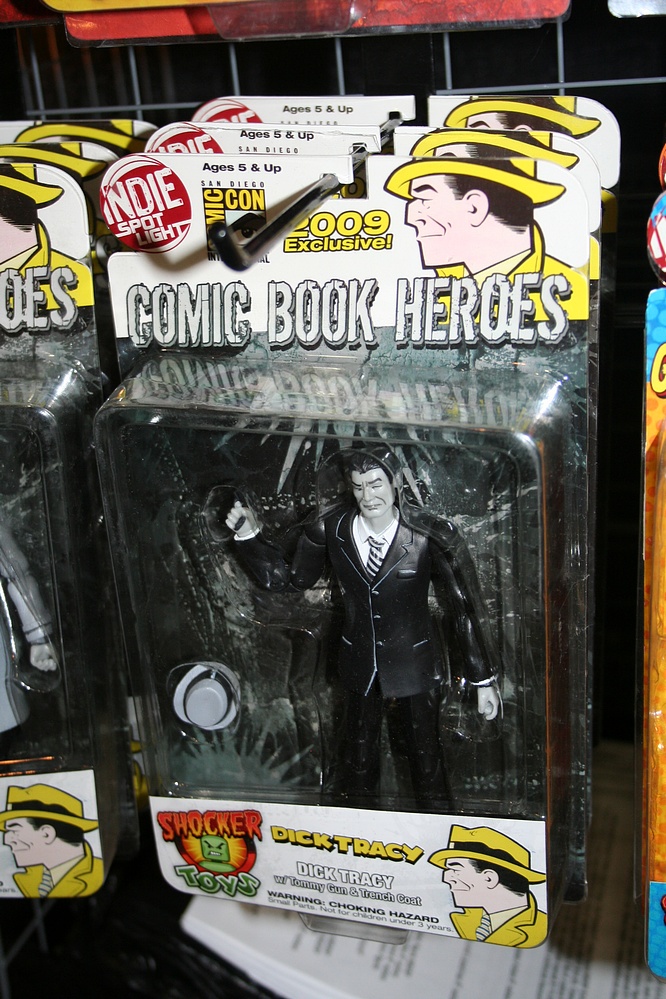 Ages 5 & Up
Ages 5 & Up
SAN DIEGO
Ages 5 & Up
SAN DIEGO
INDIE
SPOT
LIGHT
COMIC
CON
2009
Exclusive!
OES
COMIC BOOK HEROES
SHOCKER
TOYS
DICK TRACY
DICK TRACY
w/ Tommy Gun & Trench Coat
WARNING: CHOKING HAZARD
Small Parts. Not for children under 3 years.